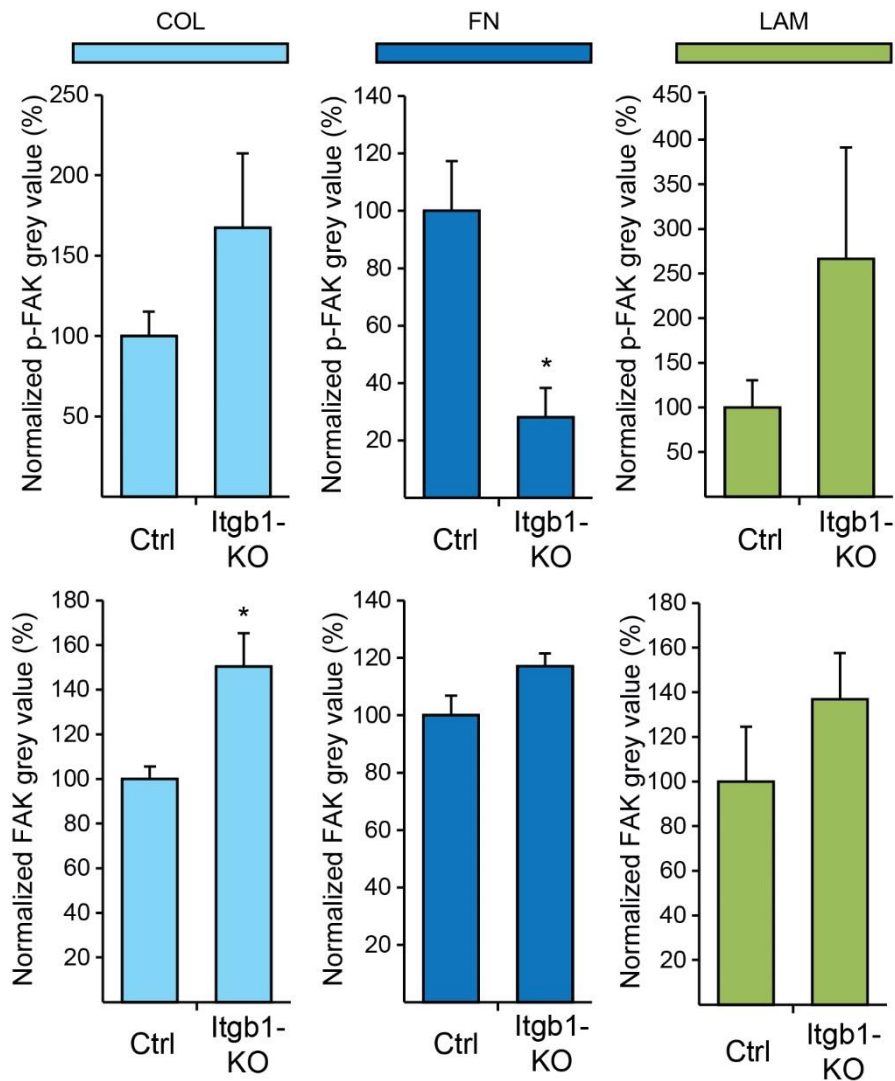 COL
FN
LAM
Normalized p-FAK grey value (%)
250
200
150
100
50
Ctrl
Itgb1-
KO
Normalized p-FAK grey value (%)
140
120
100
80
60
40
20
*
Ctrl
Itgb1-
KO
Normalized p-FAK grey value (%)
450
400
350
300
250
200
150
100
50
Ctrl
Itgb1-
KO
Normalized FAK grey value (%)
180
160
140
120
100
80
60
40
20
*
Ctrl
Itgb1-
KO
Normalized FAK grey value (%)
140
120
100
80
60
40
20
Ctrl
Itgb1-
KO
Normalized FAK grey value (%)
180
160
140
120
100
80
60
40
20
Ctrl
Itgb1-
KO